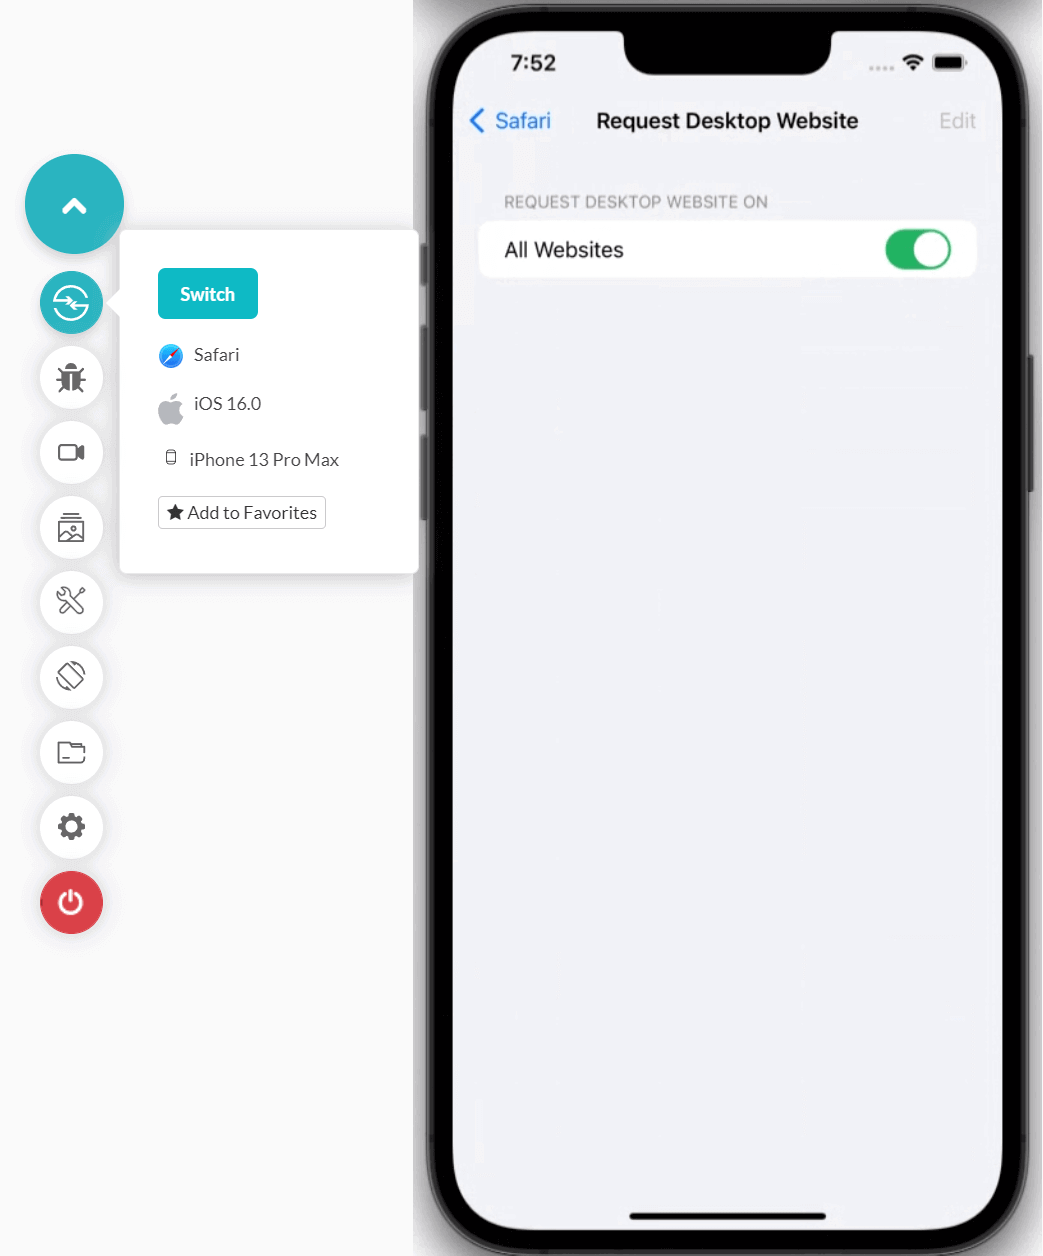 Switch
Safari
iOS 16.0
iPhone 13 Pro Max
Add to Favorites
7:52
Safari
Request Desktop Website
Edit
REQUEST DESKTOP WEBSITE ON
All Websites